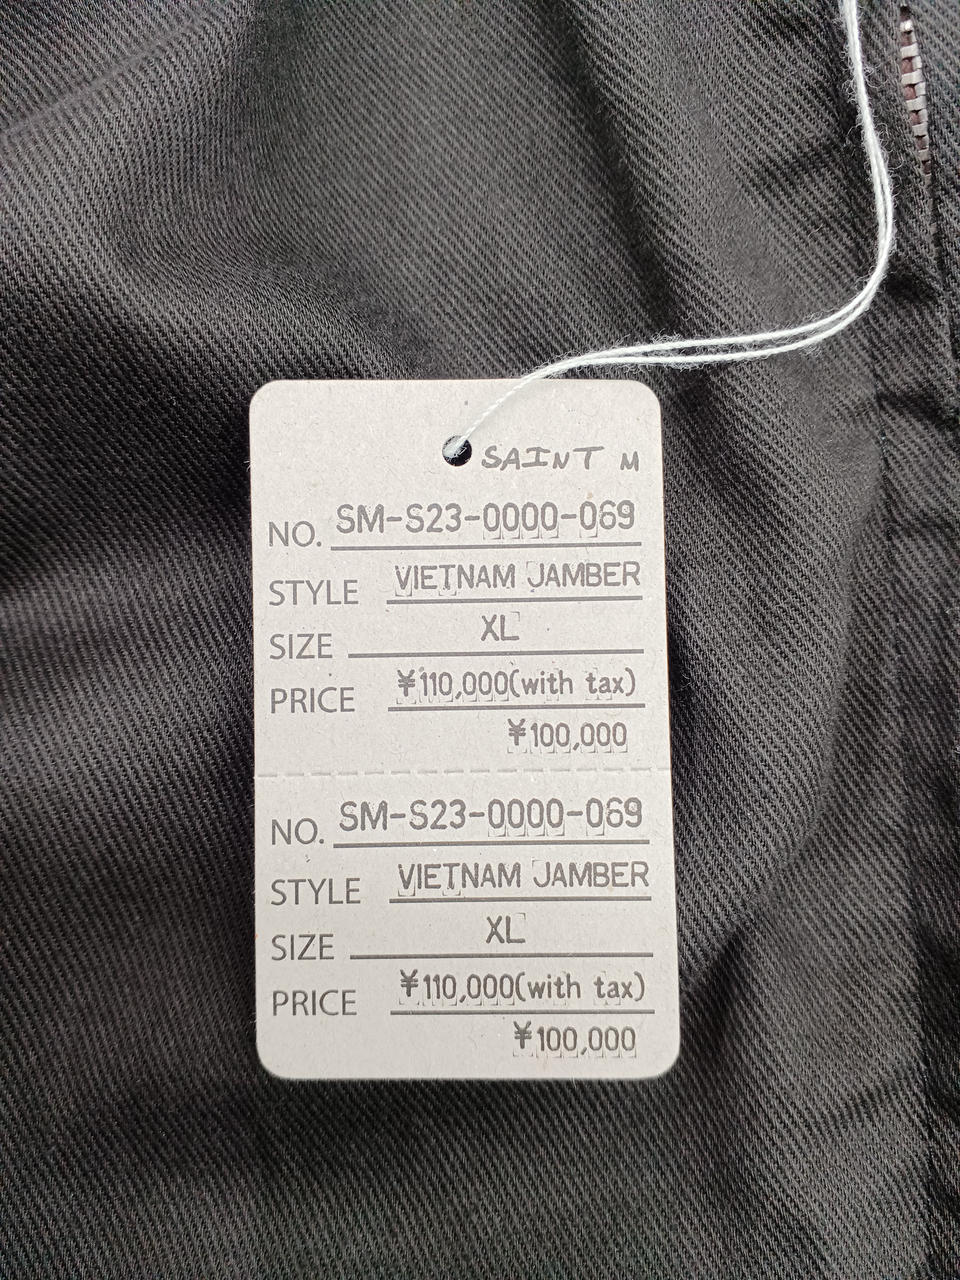 SAINT M
NO. SM-S23-0000-069
STYLE VIETNAM JAMBER
SIZE XL
PRICE ¥110,000(with tax)
¥100,000
NO. SM-S23-0000-069
STYLE VIETNAM JAMBER
SIZE XL
PRICE ¥110,000(with tax)
¥100,000